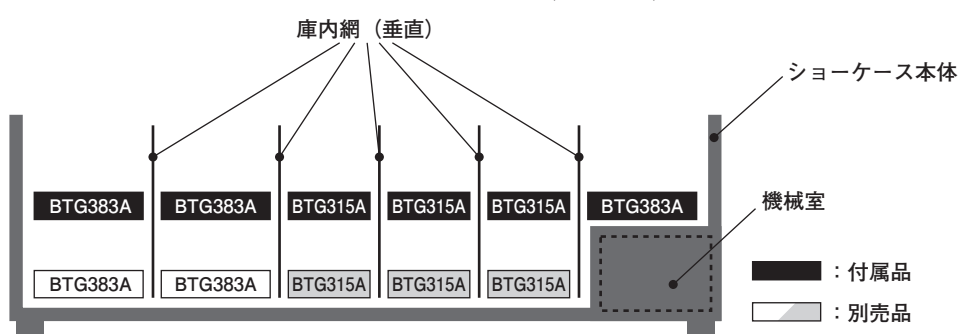 庫内網（垂直）
ショーケース本体
BTG383A BTG383A BTG315A BTG315A BTG315A BTG383A
機械室
BTG383A BTG383A BTG315A BTG315A BTG315A
：付属品
：別売品